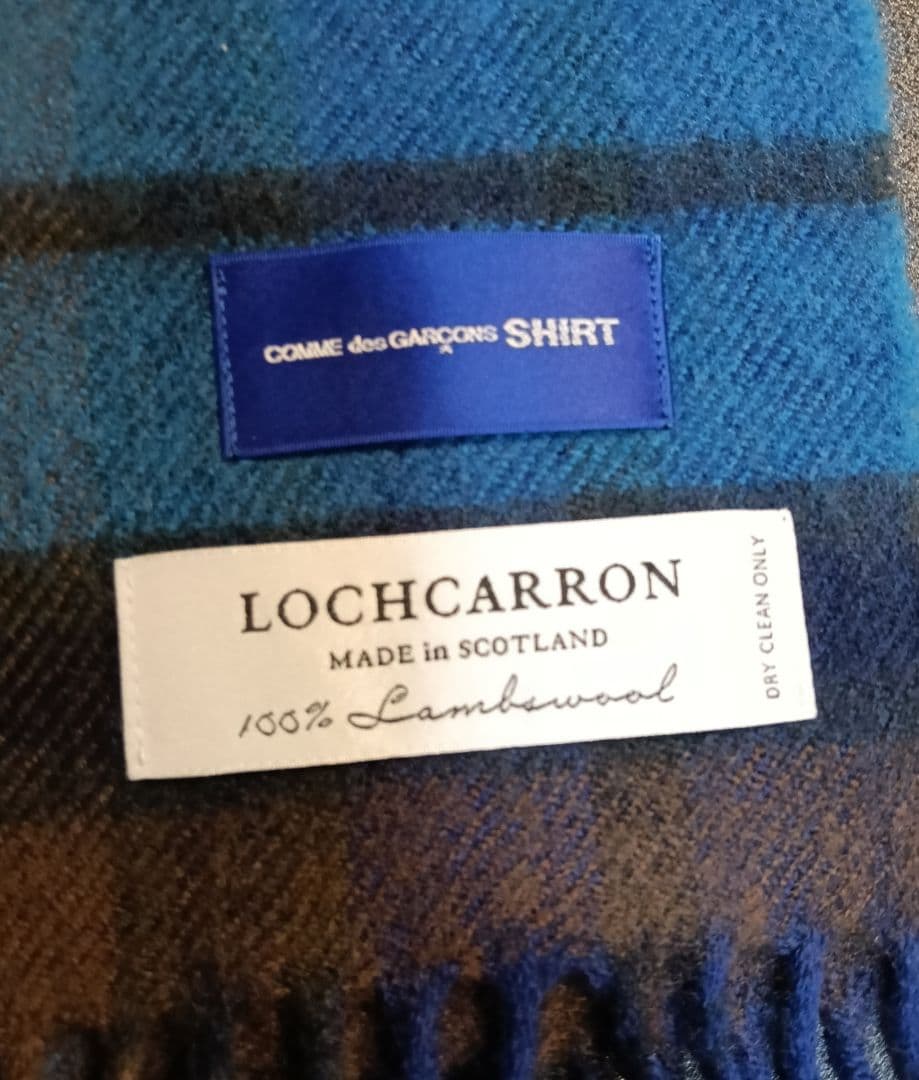 COMME des GARÇONS SHIRT
LOCHCARRON
MADE in SCOTLAND
100% Lambswool
DRY CLEAN ONLY